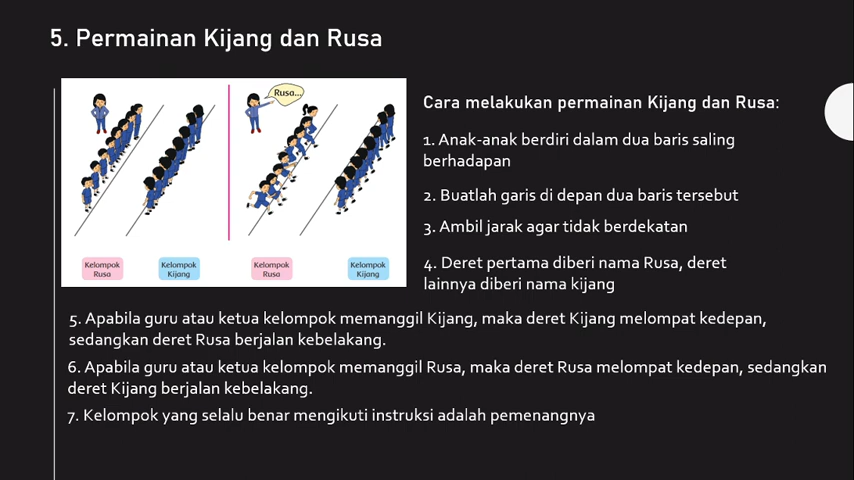 5. Permainan Kijang dan Rusa
Rusa...
Kelompok
Rusa
Kelompok
Kijang
Kelompok
Rusa
Kelompok
Kijang
Cara melakukan permainan Kijang dan Rusa:
1. Anak-anak berdiri dalam dua baris saling
berhadapan
2. Buatlah garis di depan dua baris tersebut
3. Ambil jarak agar tidak berdekatan
4. Deret pertama diberi nama Rusa, deret
lainnya diberi nama kijang
5. Apabila guru atau ketua kelompok memanggil Kijang, maka deret Kijang melompat kedepan,
sedangkan deret Rusa berjalan kebelakang.
6. Apabila guru atau ketua kelompok memanggil Rusa, maka deret Rusa melompat kedepan, sedangkan
deret Kijang berjalan kebelakang.
7. Kelompok yang selalu benar mengikuti instruksi adalah pemenangnya